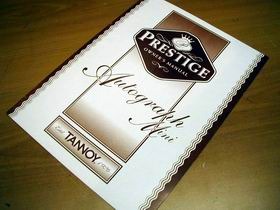 PRESTIGE
OWNER'S MANUAL
Autograph
Mini
TANNOY